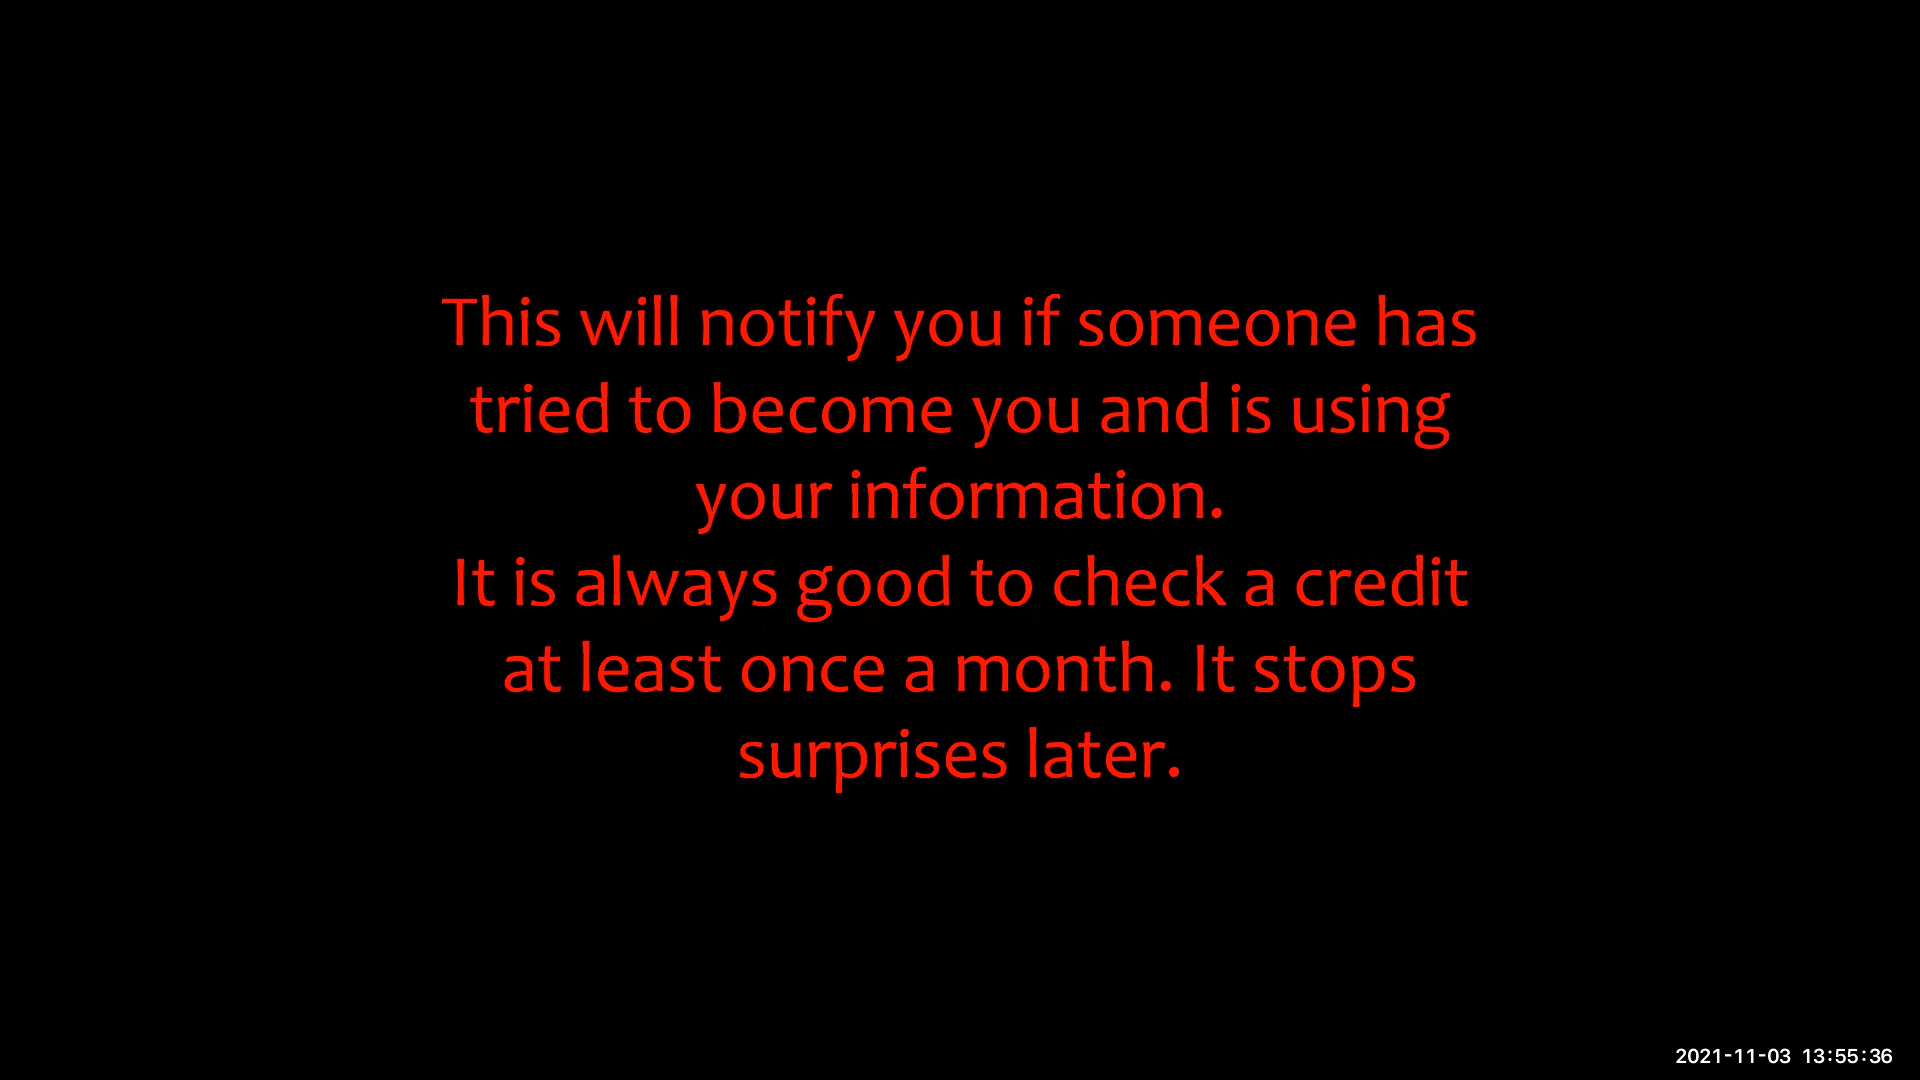 This will notify you if someone has
tried to become you and is using
your information.
It is always good to check a credit
at least once a month. It stops
surprises later.
2021-11-03 13:55:36